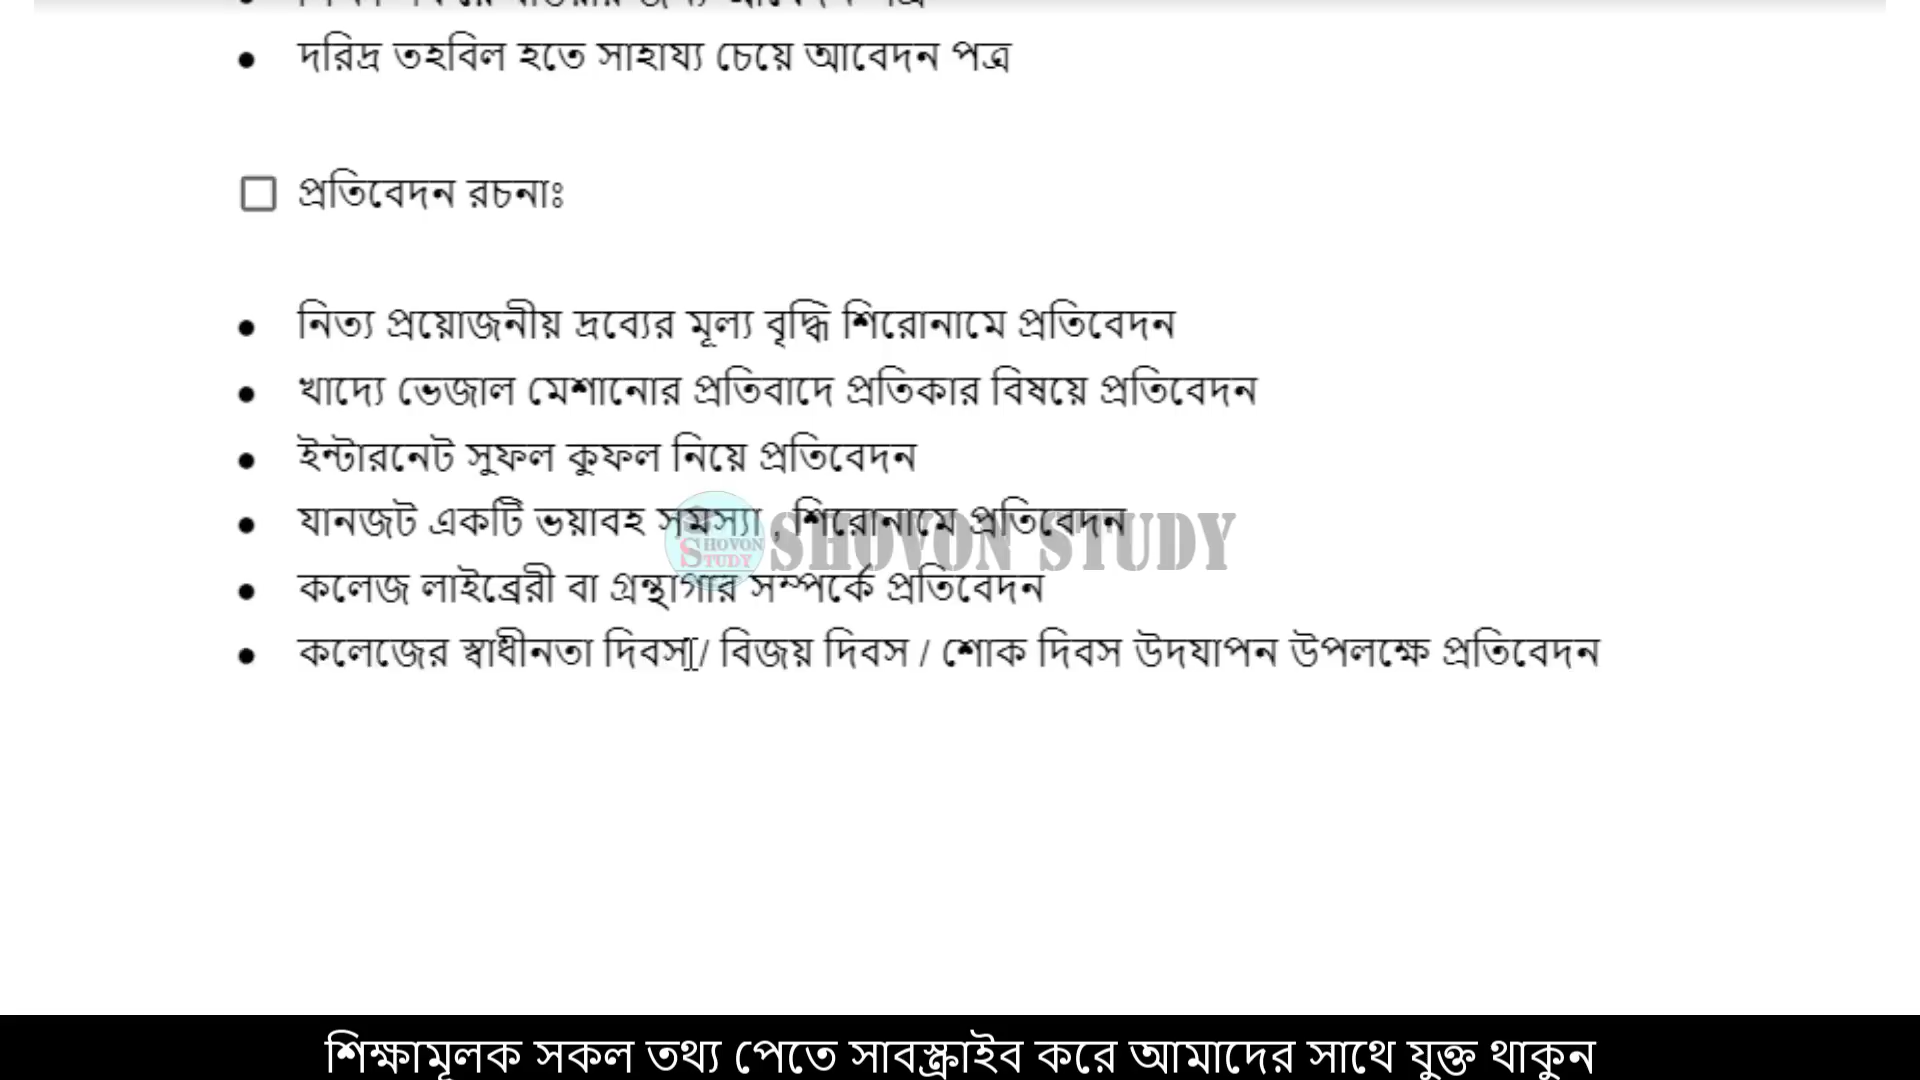 • দরিদ্র তহবিল হতে সাহায্য চেয়ে আবেদন পত্র
প্রতিবেদন রচনাঃ
• নিত্য প্রয়োজনীয় দ্রব্যের মূল্য বৃদ্ধি শিরোনামে প্রতিবেদন
• খাদ্যে ভেজাল মেশানোর প্রতিবাদে প্রতিকার বিষয়ে প্রতিবেদন
• ইন্টারনেট সুফল কুফল নিয়ে প্রতিবেদন
• যানজট একটি ভয়াবহ সমস্যা , শিরোনামে প্রতিবেদন
SHOVON STUDY
SHOVON STUDY
• কলেজ লাইব্রেরী বা গ্রন্থাগার সম্পর্কে প্রতিবেদন
• কলেজের স্বাধীনতা দিবস / বিজয় দিবস / শোক দিবস উদযাপন উপলক্ষে প্রতিবেদন
শিক্ষামূলক সকল তথ্য পেতে সাবস্ক্রাইব করে আমাদের সাথে যুক্ত থাকুন